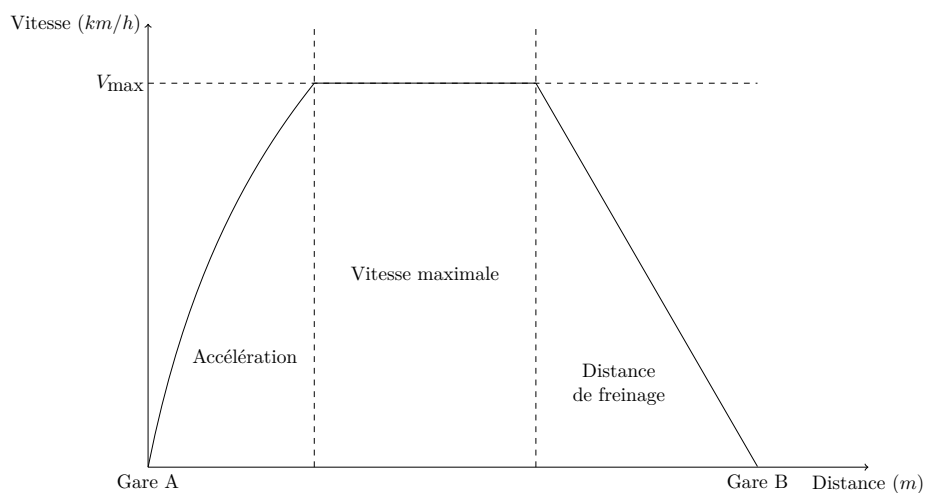 Vitesse (km/h)
Vmax
Vitesse maximale
Accélération
Distance
de freinage
Gare A
Gare B
Distance (m)